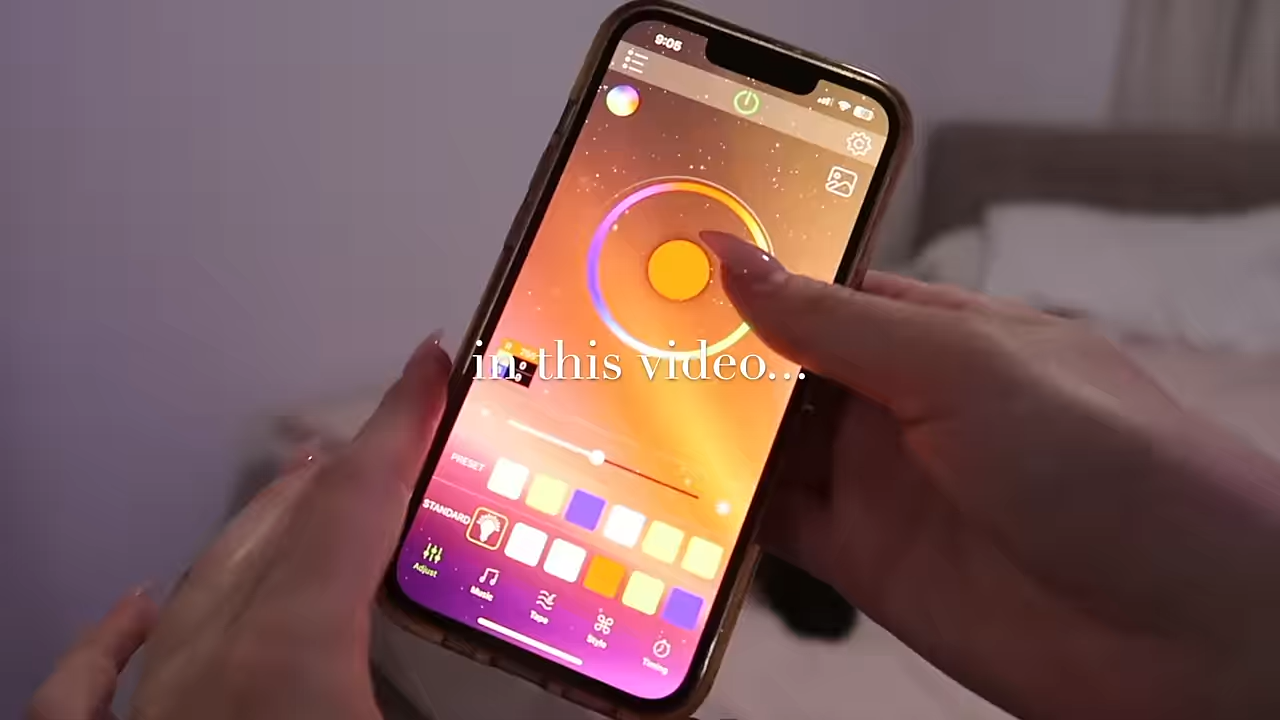 9:05
in this video...
PRESET
STANDARD
Adjust
Music
Tape
Style
Timing